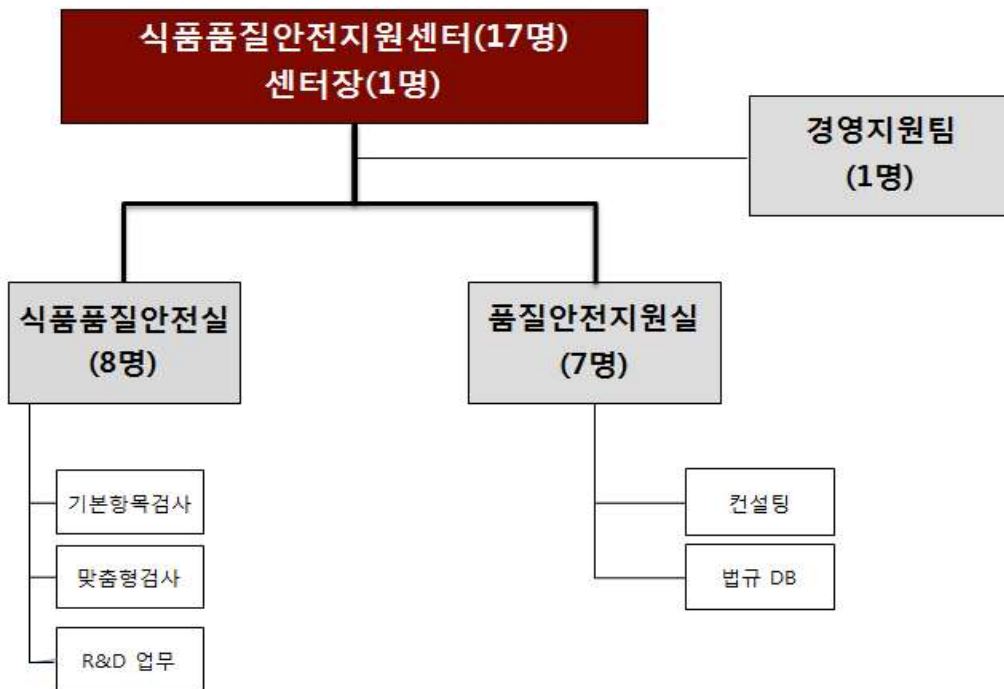 식품품질안전지원센터(17명)
센터장(1명)
경영지원팀
(1명)
식품품질안전실
(8명)
품질안전지원실
(7명)
기본항목검사
맞춤형검사
R&D 업무
컨설팅
법규 DB